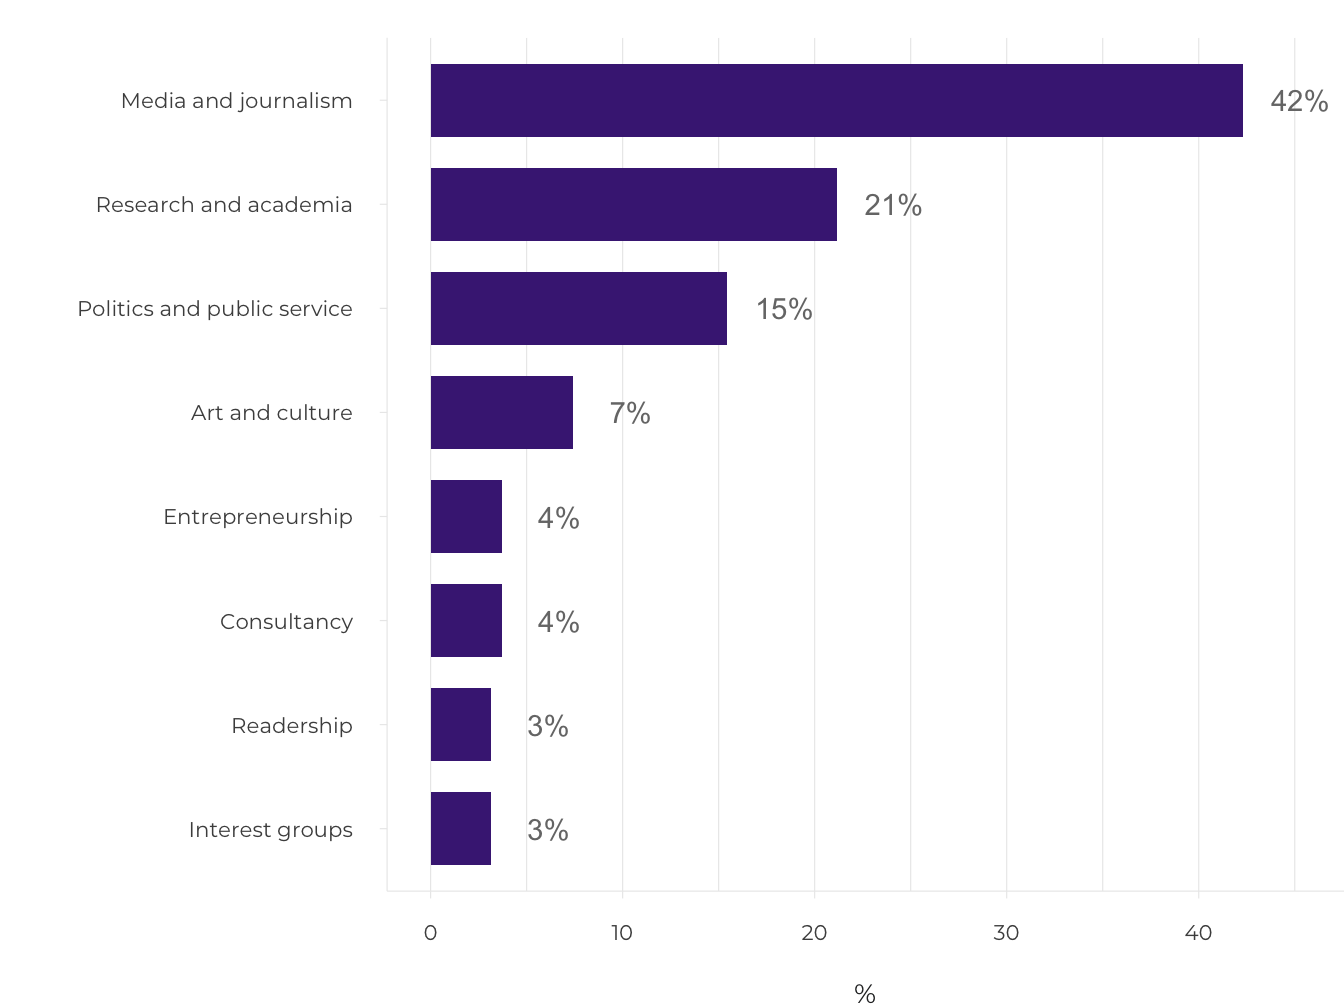 Media and journalism 42%
Research and academia 21%
Politics and public service 15%
Art and culture 7%
Entrepreneurship 4%
Consultancy 4%
Readership 3%
Interest groups 3%
0 10 20 30 40
%